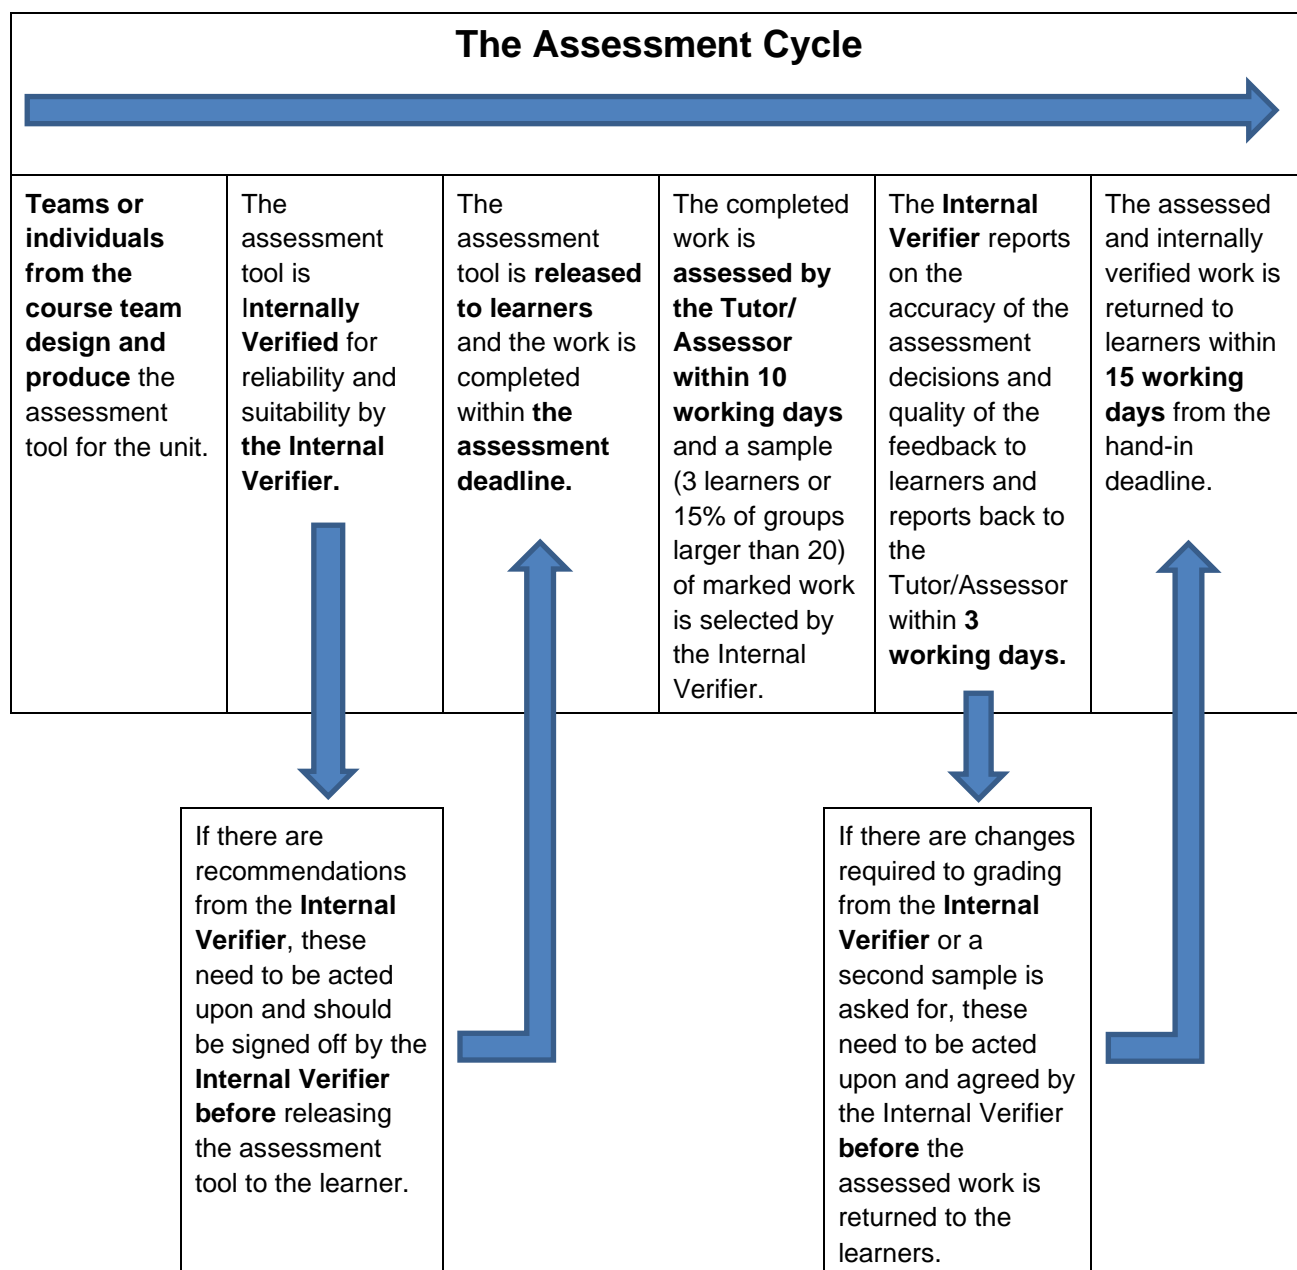 The Assessment Cycle
Teams or
individuals
from the
course team
design and
produce the
assessment
tool for the unit.
The
assessment
tool is
Internally
Verified for
reliability and
suitability by
the Internal
Verifier.
The
assessment
tool is released
to learners
and the work is
completed
within the
assessment
deadline.
The completed
work is
assessed by
the Tutor/
Assessor
within 10
working days
and a sample
(3 learners or
15% of groups
larger than 20)
of marked work
is selected by
the Internal
Verifier.
The Internal
Verifier reports
on the
accuracy of the
assessment
decisions and
quality of the
feedback to
learners and
reports back to
the
Tutor/Assessor
within 3
working days.
The assessed
and internally
verified work is
returned to
learners within
15 working
days from the
hand-in
deadline.
If there are
recommendations
from the Internal
Verifier, these
need to be acted
upon and should
be signed off by the
Internal Verifier
before releasing
the assessment
tool to the learner.
If there are changes
required to grading
from the Internal
Verifier or a
second sample is
asked for, these
need to be acted
upon and agreed by
the Internal Verifier
before the
assessed work is
returned to the
learners.